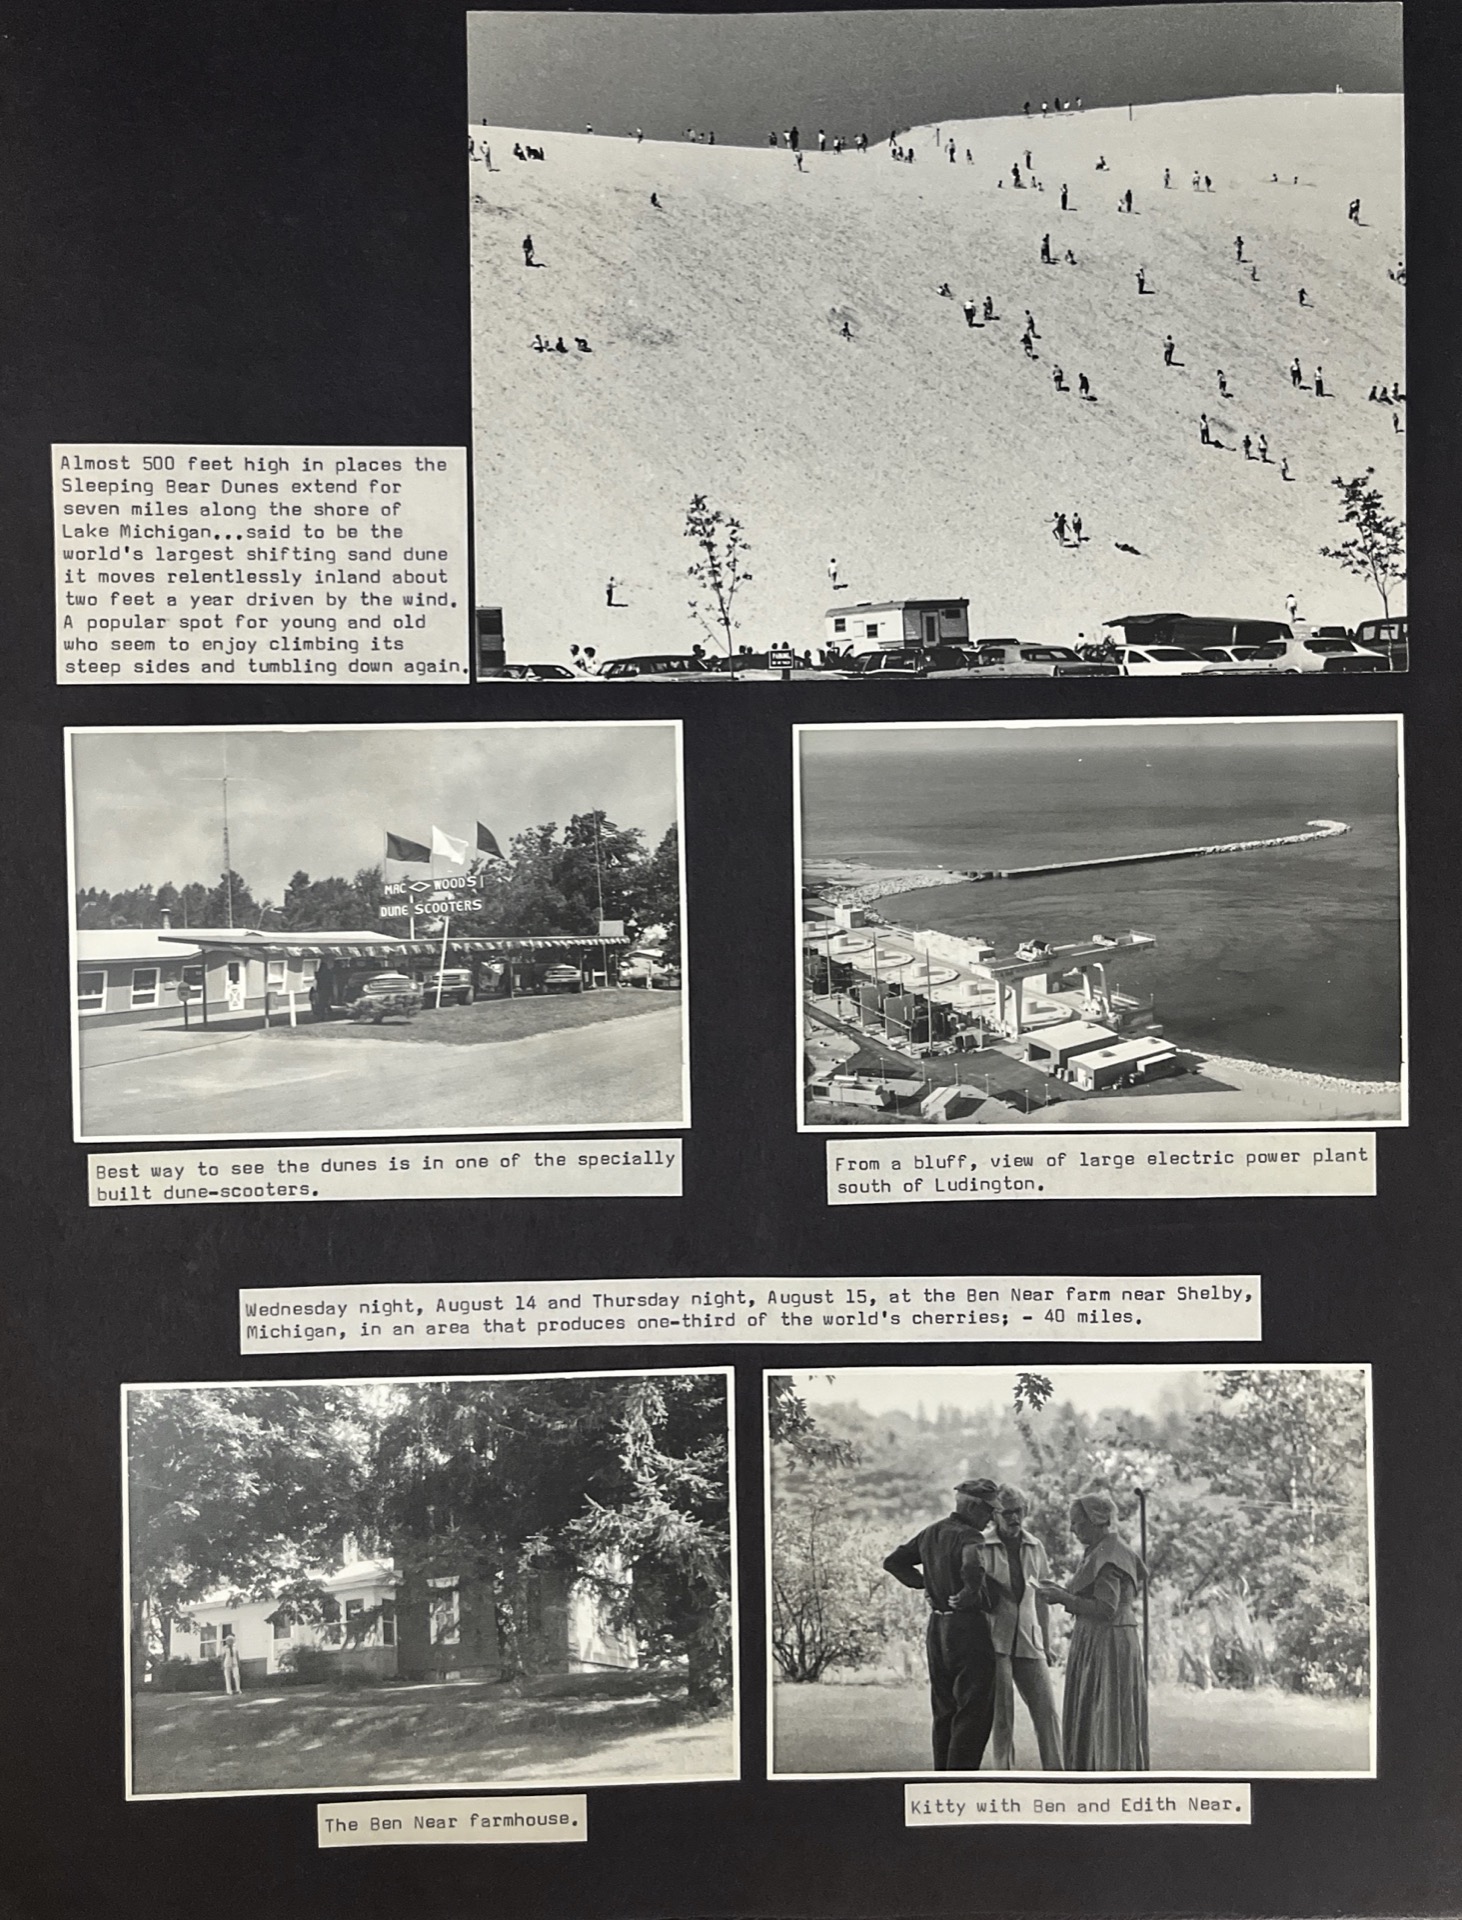 Almost 500 feet high in places the
Sleeping Bear Dunes extend for
seven miles along the shore of
Lake Michigan...said to be the
world's largest shifting sand dune
it moves relentlessly inland about
two feet a year driven by the wind.
A popular spot for young and old
who seem to enjoy climbing its
steep sides and tumbling down again.
MAC WOODS
DUNE SCOOTERS
Best way to see the dunes is in one of the specially
built dune-scooters.
From a bluff, view of large electric power plant
south of Ludington.
Wednesday night, August 14 and Thursday night, August 15, at the Ben Near farm near Shelby,
Michigan, in an area that produces one-third of the world's cherries; - 40 miles.
The Ben Near farmhouse.
Kitty with Ben and Edith Near.